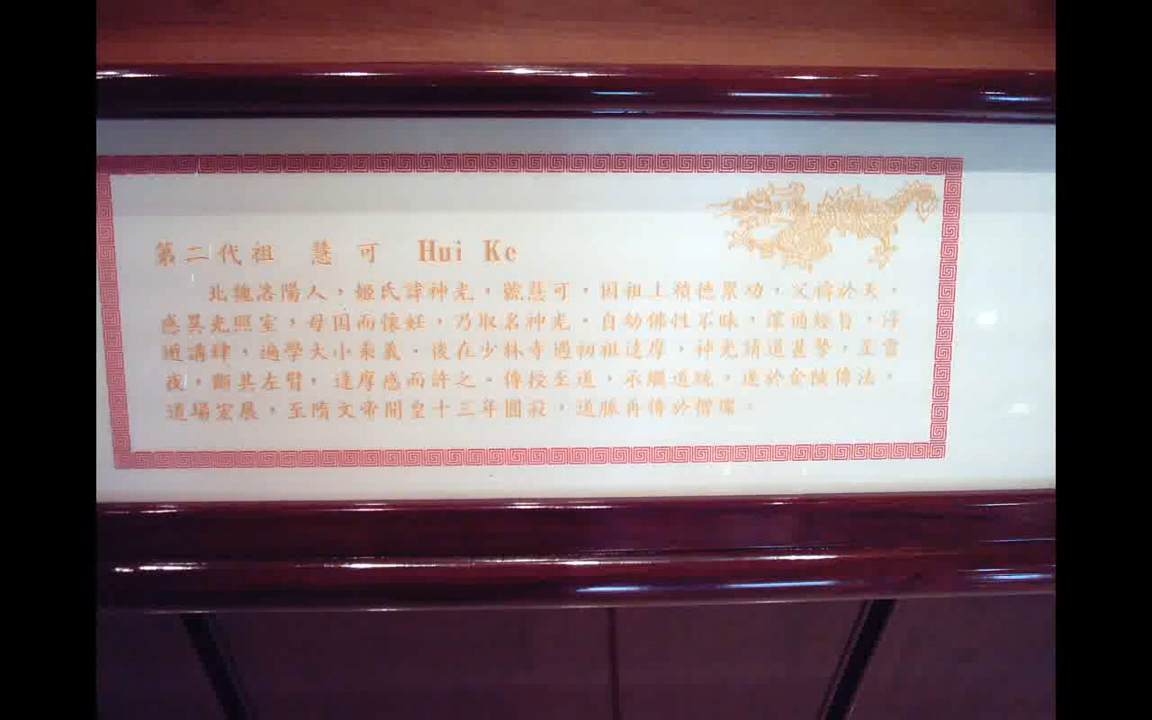 第二代祖 慧 可 Hui Ke
北魏洛陽人，姬氏諱神光，號慧可，因祖上積德累功，父禱於天，
感異光照室，母因而懷妊，乃取名神光。自幼佛性不昧，深通經旨，
講肆，遍學大小乘義。後在少林寺遇初祖達摩，神光請道甚勤，立雪
夜，斷其左臂，達摩感而許之。傳授至道，承繼道統，遂於金陵傳法，
道場宏展，至隋文帝開皇十三年圓寂，道脈再傳於僧燦。